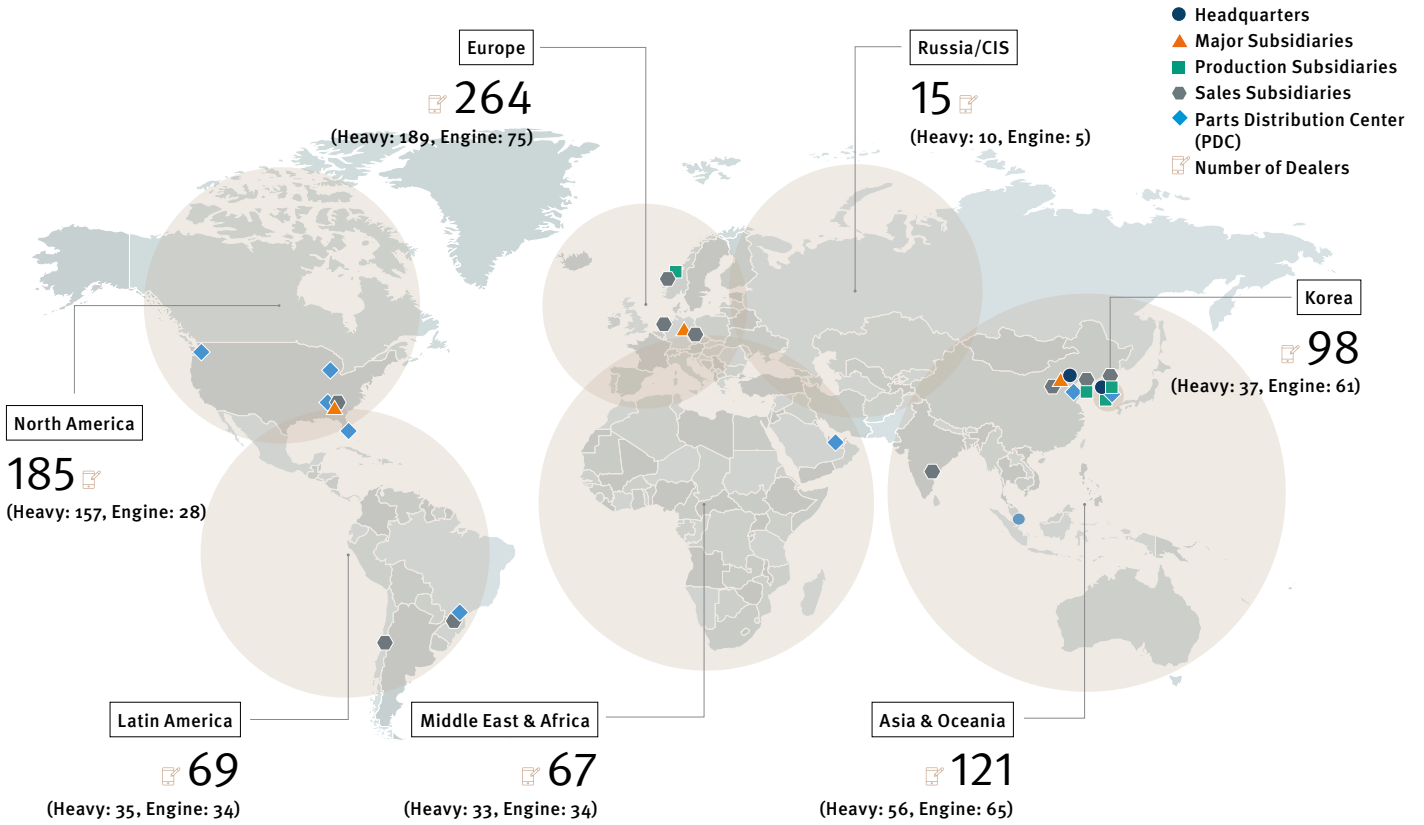 Headquarters
Major Subsidiaries
Production Subsidiaries
Sales Subsidiaries
Parts Distribution Center
(PDC)
Number of Dealers
Europe
264
(Heavy: 189, Engine: 75)
Russia/CIS
15
(Heavy: 10, Engine: 5)
Korea
98
(Heavy: 37, Engine: 61)
North America
185
(Heavy: 157, Engine: 28)
Latin America
69
(Heavy: 35, Engine: 34)
Middle East & Africa
67
(Heavy: 33, Engine: 34)
Asia & Oceania
121
(Heavy: 56, Engine: 65)